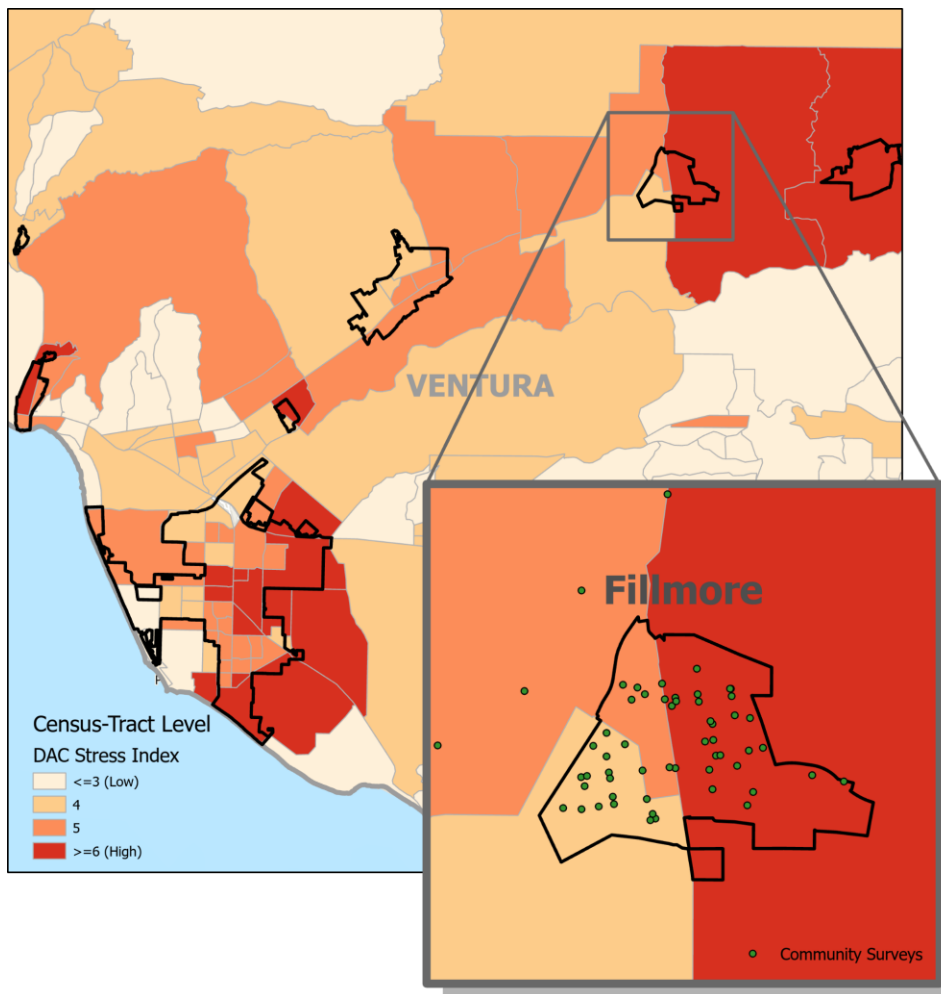 VENTURA
Fillmore
Census-Tract Level
DAC Stress Index
<=3 (Low)
4
5
>=6 (High)
Community Surveys